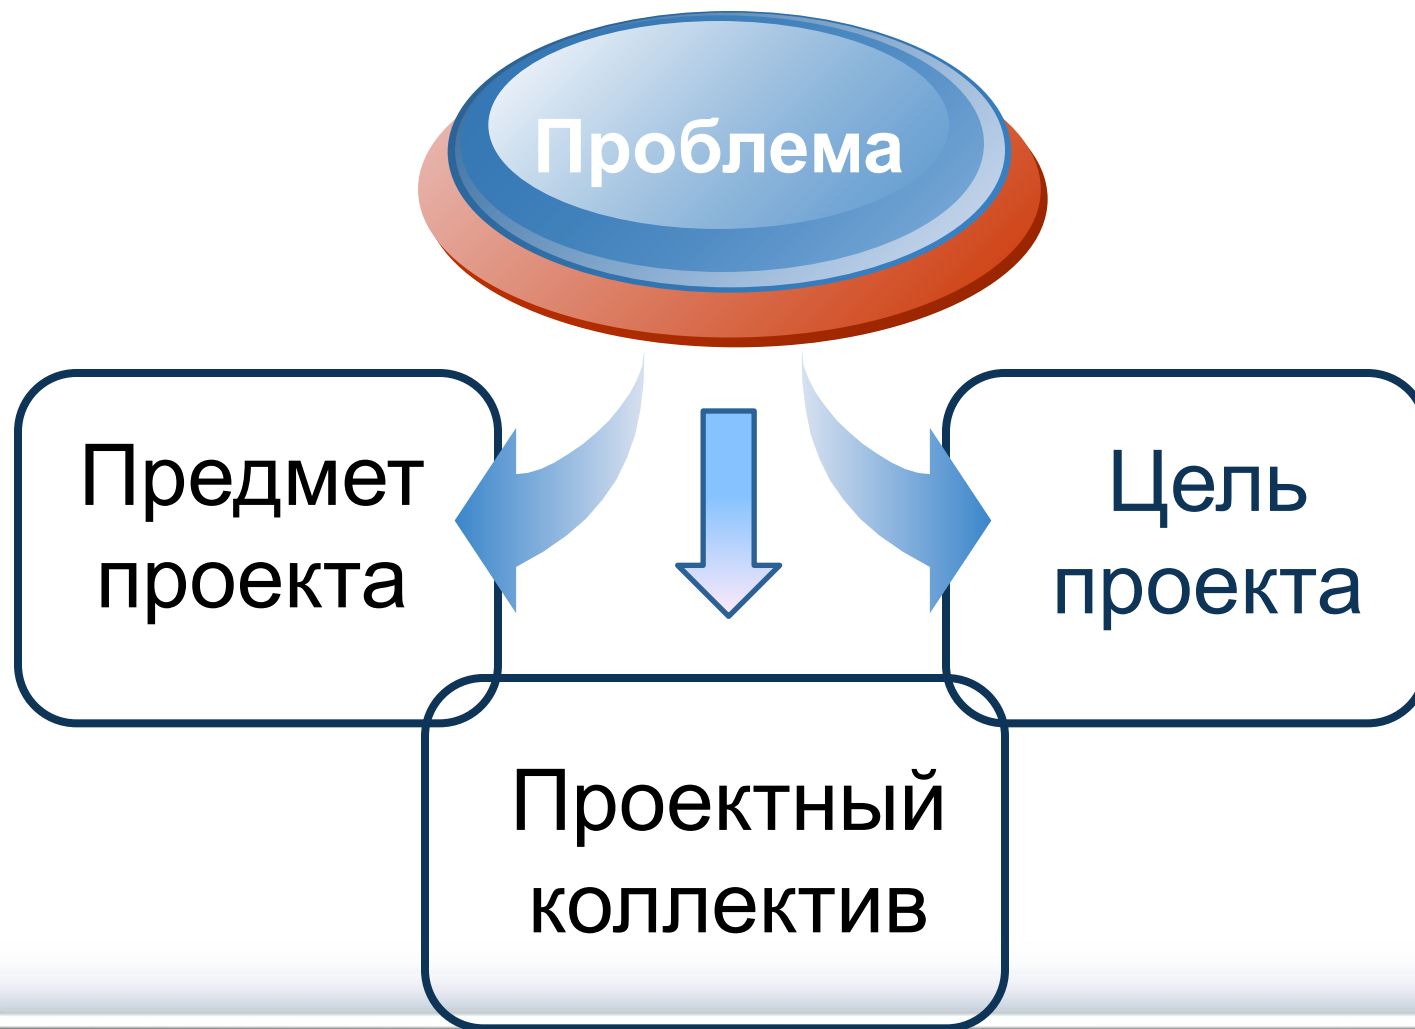 Проблема
Предмет
проекта
Цель
проекта
Проектный
коллектив